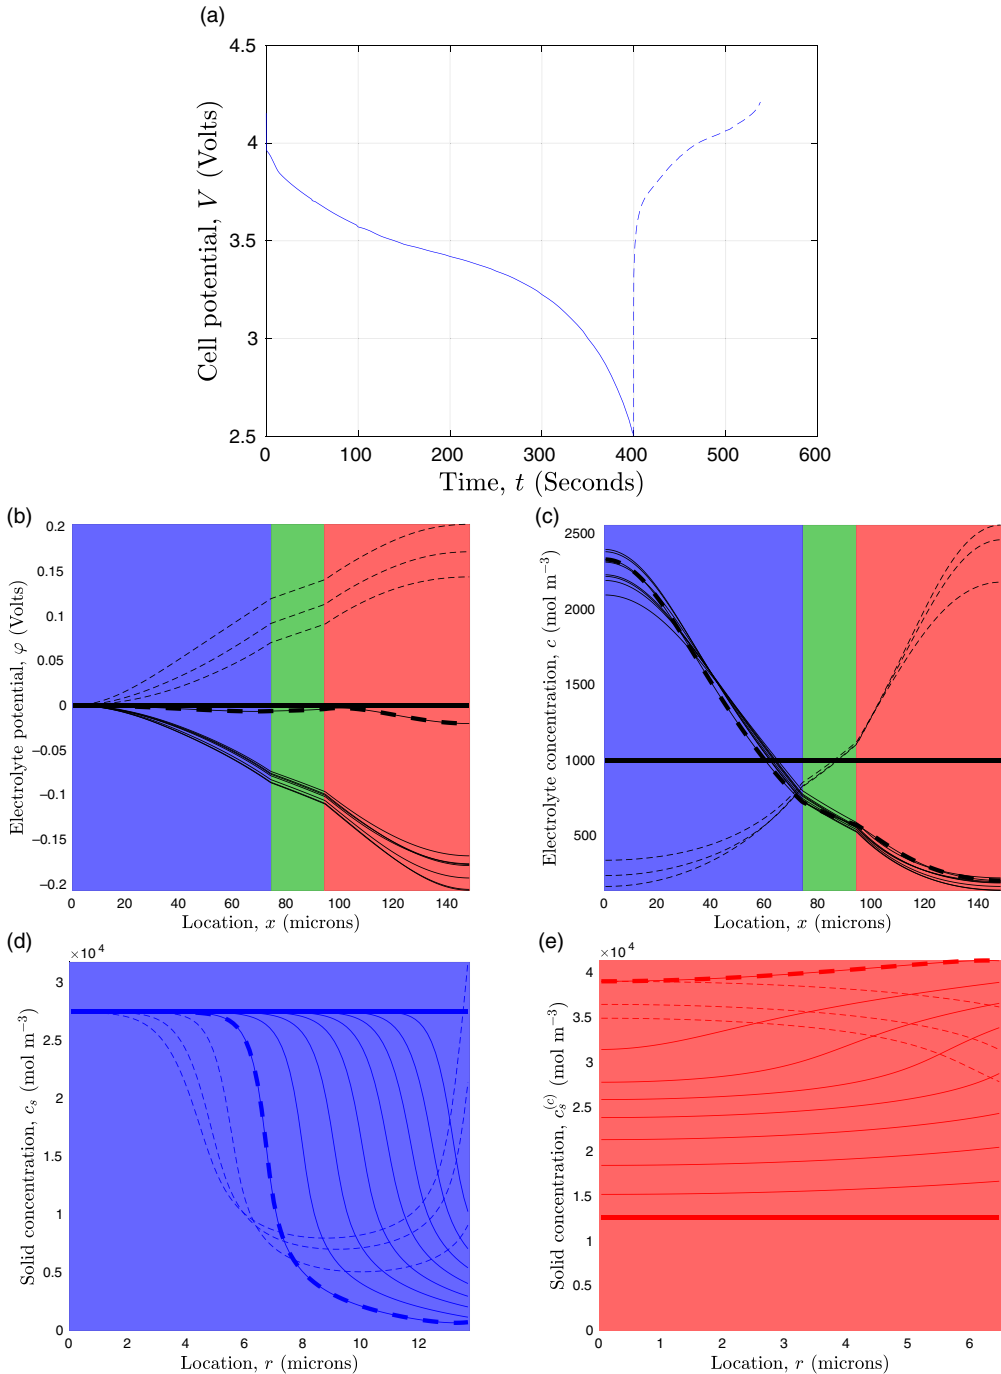 (a)
4.5
4
3.5
3
2.5
Cell potential, V (Volts)
0 100 200 300 400 500 600
Time, t (Seconds)
(b)
0.2
0.15
0.1
0.05
0
−0.05
−0.1
−0.15
−0.2
Electrolyte potential, φ (Volts)
0 20 40 60 80 100 120 140
Location, x (microns)
(c)
2500
2000
1500
1000
500
Electrolyte concentration, c (mol m⁻³)
0 20 40 60 80 100 120 140
Location, x (microns)
(d)
×10⁴
3
2.5
2
1.5
1
0.5
0
Solid concentration, cₛ (mol m⁻³)
0 2 4 6 8 10 12
Location, r (microns)
(e)
×10⁴
4
3.5
3
2.5
2
1.5
1
0.5
0
Solid concentration, cₛ⁽ᶜ⁾ (mol m⁻³)
0 1 2 3 4 5 6
Location, r (microns)